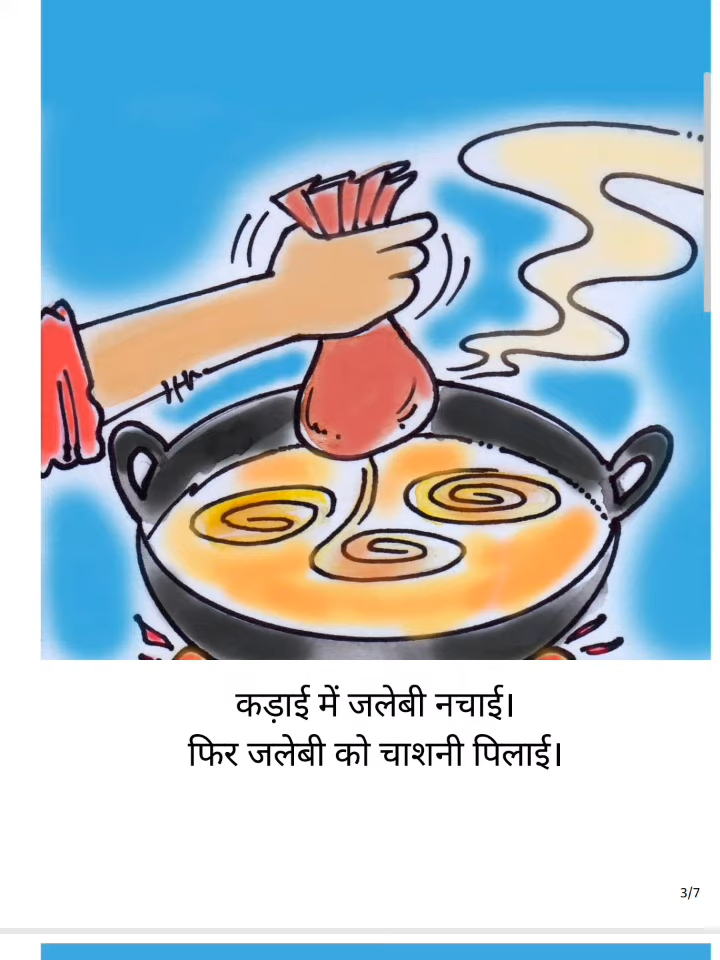 कड़ाई में जलेबी नचाई।
फिर जलेबी को चाशनी पिलाई।
3/7